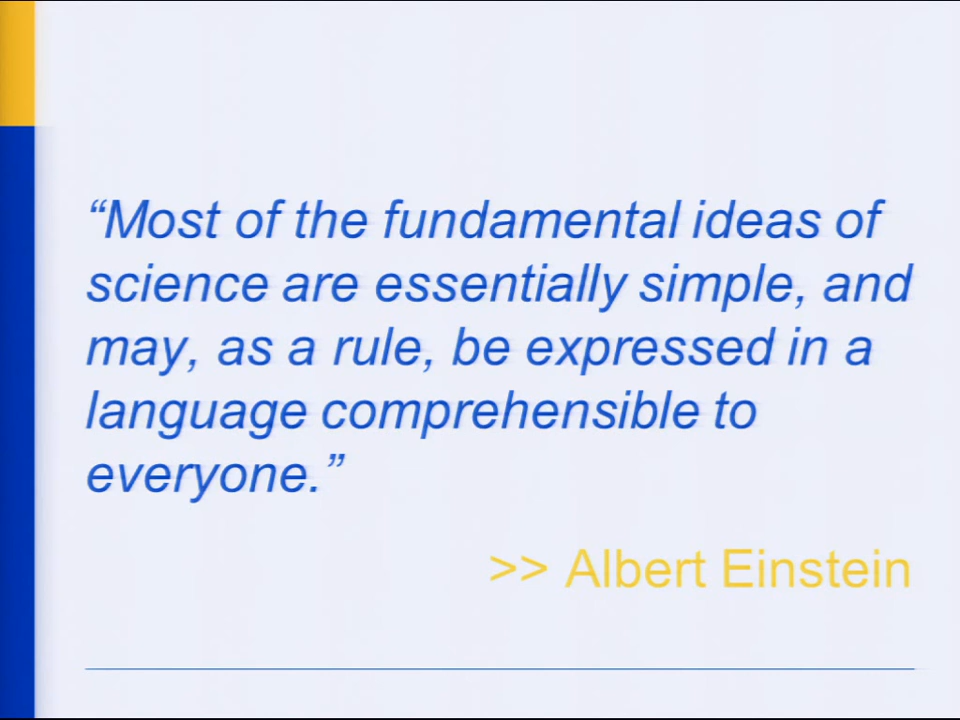 “Most of the fundamental ideas of
science are essentially simple, and
may, as a rule, be expressed in a
language comprehensible to
everyone.”
>> Albert Einstein